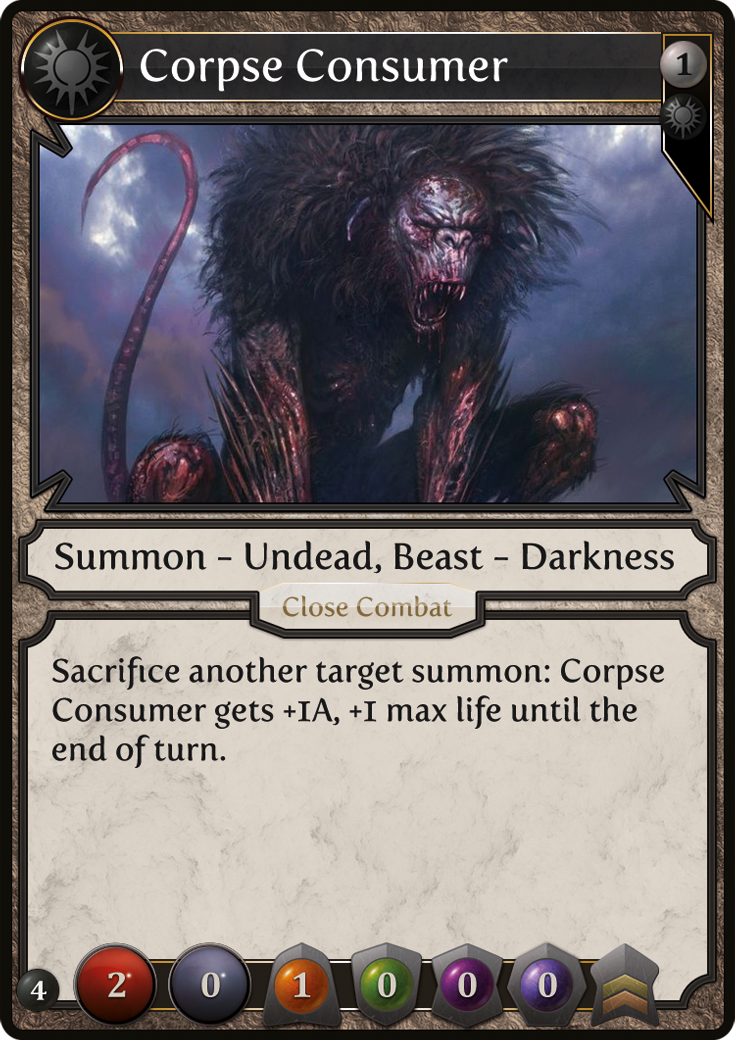 Corpse Consumer
1
Summon – Undead, Beast – Darkness
Close Combat
Sacrifice another target summon: Corpse
Consumer gets +1A, +1 max life until the
end of turn.
4
2*
0*
1
0
0
0